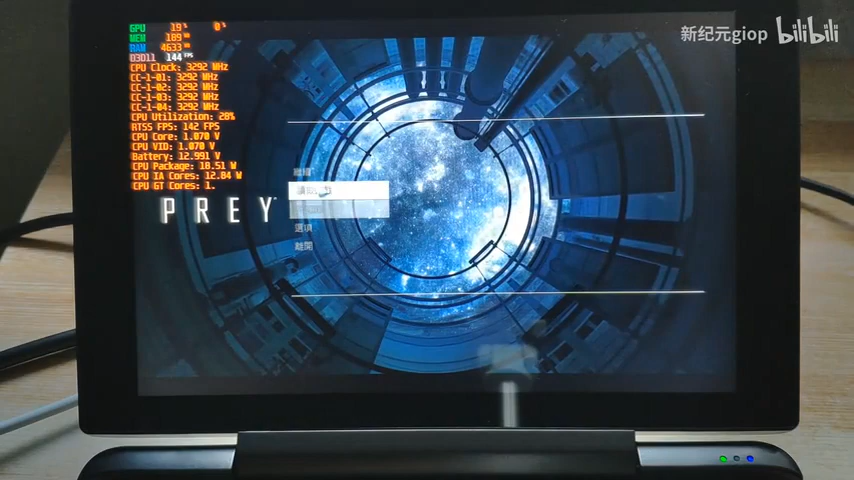 新纪元giop bilibili
GPU 19 % 0 %
MEM 189 MB
RAM 4633 MB
D3D11 144 FPS
CPU Clock: 3292 MHz
CC-1-01: 3292 MHz
CC-1-02: 3292 MHz
CC-1-03: 3292 MHz
CC-1-04: 3292 MHz
CPU Utilization: 28%
RTSS FPS: 142 FPS
CPU Core: 1.070 V
CPU VID: 1.070 V
Battery: 12.991 V
CPU Package: 18.51 W
CPU IA Cores: 12.84 W
CPU GT Cores: 1.
PREY
繼續
選項
離開